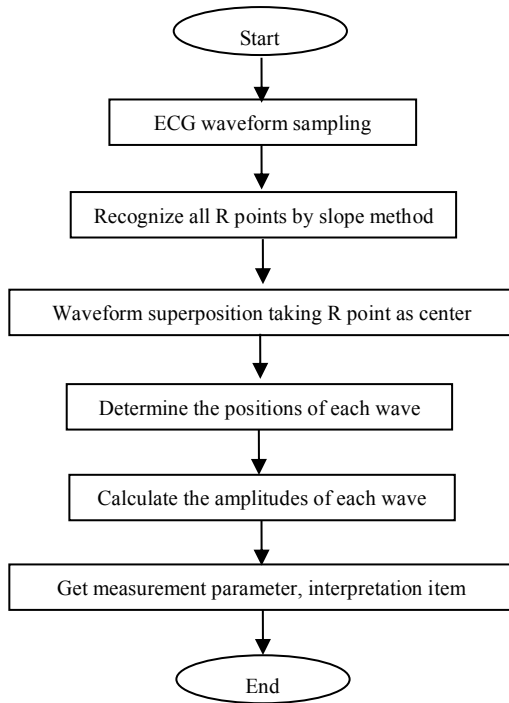 Start
ECG waveform sampling
Recognize all R points by slope method
Waveform superposition taking R point as center
Determine the positions of each wave
Calculate the amplitudes of each wave
Get measurement parameter, interpretation item
End